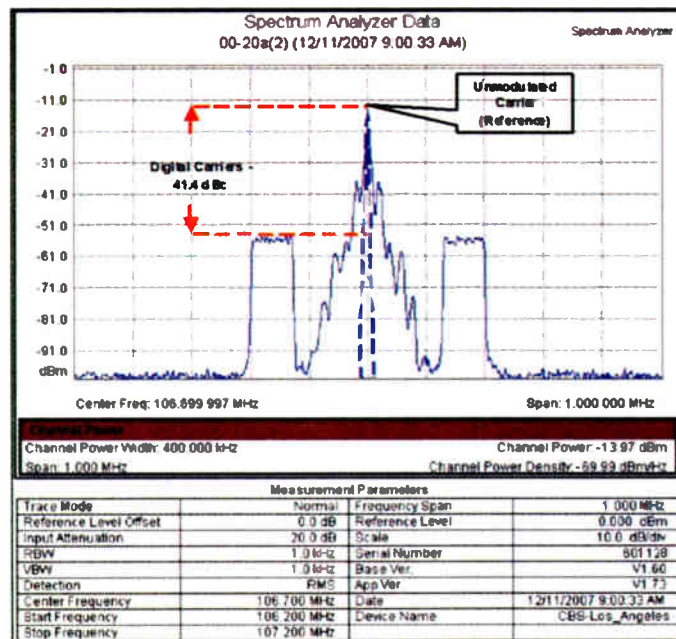 Spectrum Analyzer Data
00-20a(2) (12/11/2007 9:00:33 AM)
Spectrum Analyzer
-1.0
-11.0
-21.0
-31.0
-41.0
-51.0
-61.0
-71.0
-81.0
-91.0
dBm
Unmodulated
Carrier
(Reference)
Digital Carriers -
41.4 dBc
Center Freq: 106.699 997 MHz
Span: 1.000 000 MHz
Channel Power
Channel Power Width: 400.000 kHz
Channel Power: -13.97 dBm
Span: 1.000 MHz
Channel Power Density: -69.99 dBm/Hz
Measurement Parameters
Trace Mode Normal Frequency Span 1.000 MHz
Reference Level Offset 0.0 dB Reference Level 0.000 dBm
Input Attenuation 20.0 dB Scale 10.0 dB/div
RBW 1.0 kHz Serial Number 601128
VBW 1.0 kHz Base Ver. V1.60
Detection RMS App Ver V1.73
Center Frequency 106.700 MHz Date 12/11/2007 9:00:33 AM
Start Frequency 106.200 MHz Device Name CBS-Los_Angeles
Stop Frequency 107.200 MHz